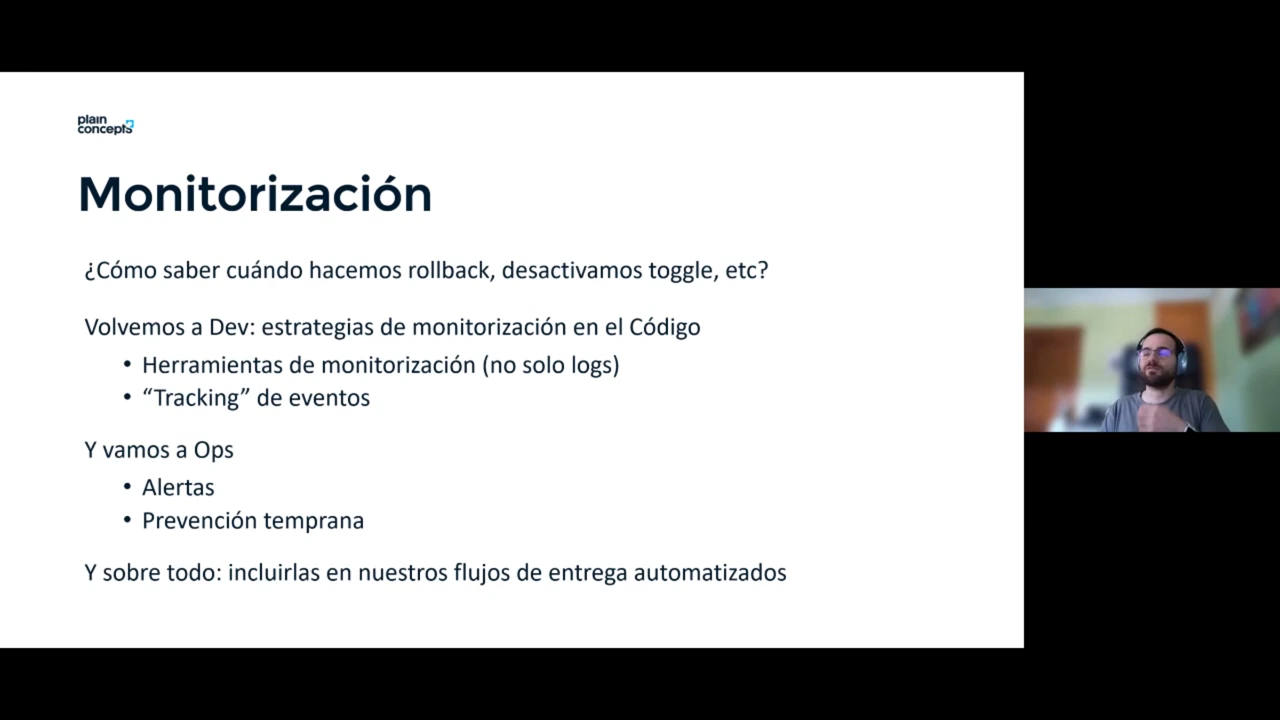 plain
concepts
Monitorización
¿Cómo saber cuándo hacemos rollback, desactivamos toggle, etc?
Volvemos a Dev: estrategias de monitorización en el Código
• Herramientas de monitorización (no solo logs)
• “Tracking” de eventos
Y vamos a Ops
• Alertas
• Prevención temprana
Y sobre todo: incluirlas en nuestros flujos de entrega automatizados